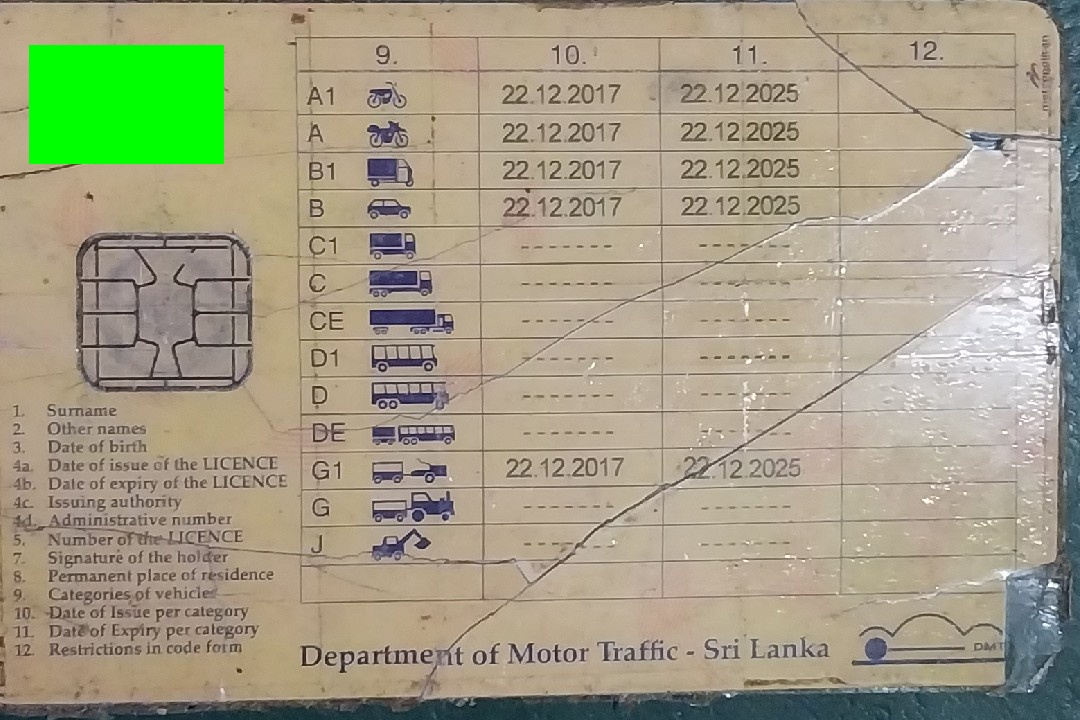 9. 10. 11. 12.
A1 22.12.2017 22.12.2025
A 22.12.2017 22.12.2025
B1 22.12.2017 22.12.2025
B 22.12.2017 22.12.2025
C1 ------- -------
C ------- -------
CE ------- -------
D1 ------- -------
D ------- -------
DE ------- -------
G1 22.12.2017 22.12.2025
G ------- -------
J ------- -------
1. Surname
2. Other names
3. Date of birth
4a. Date of issue of the LICENCE
4b. Date of expiry of the LICENCE
4c. Issuing authority
4d. Administrative number
5. Number of the LICENCE
7. Signature of the holder
8. Permanent place of residence
9. Categories of vehicle
10. Date of Issue per category
11. Date of Expiry per category
12. Restrictions in code form
Department of Motor Traffic - Sri Lanka
DMT
metropolitan